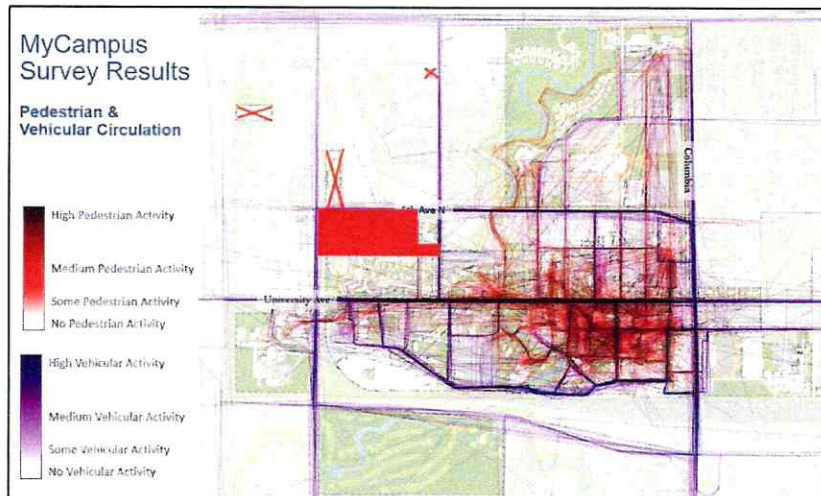 MyCampus
Survey Results
Pedestrian &
Vehicular Circulation
High Pedestrian Activity
Medium Pedestrian Activity
Some Pedestrian Activity
No Pedestrian Activity
High Vehicular Activity
Medium Vehicular Activity
Some Vehicular Activity
No Vehicular Activity
Columbia
Ave N
University Ave